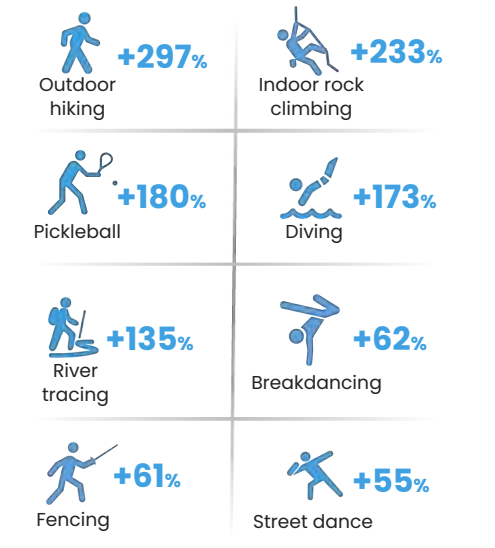 +297%
Outdoor
hiking
+233%
Indoor rock
climbing
+180%
Pickleball
+173%
Diving
+135%
River
tracing
+62%
Breakdancing
+61%
Fencing
+55%
Street dance